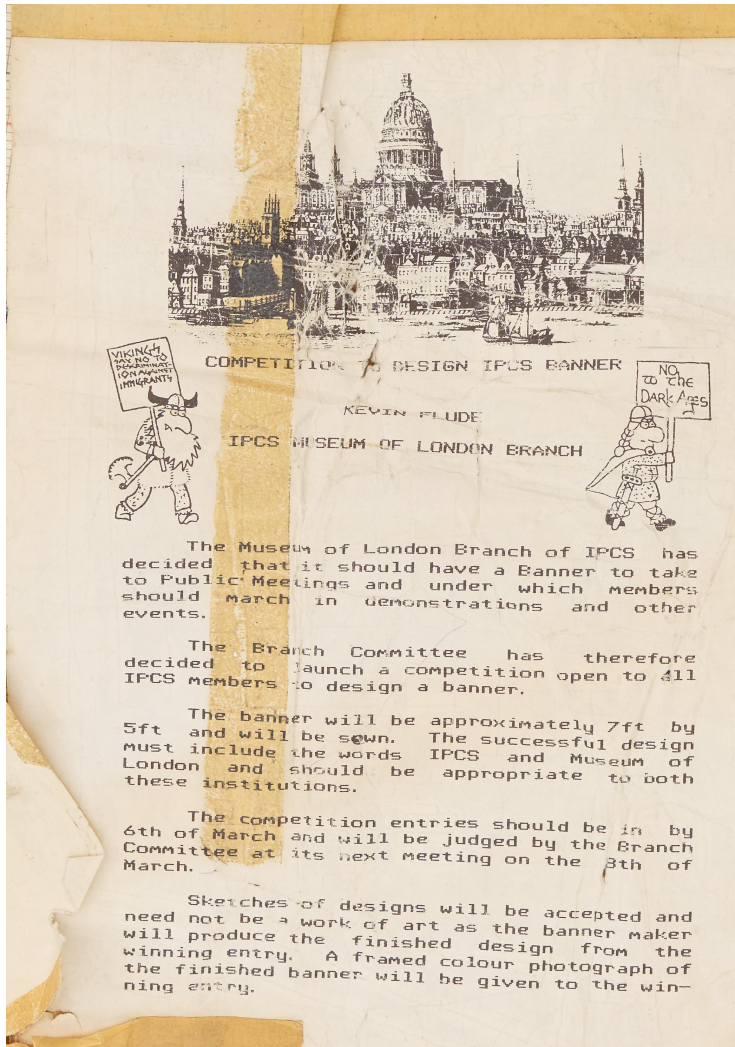 COMPETITION TO DESIGN IPCS BANNER
VIKINGS
SAY NO TO
DISCRIMINAT
ION AGAINST
IMMIGRANTS
NO
to the
DARK Ages
KEVIN FLUDE
IPCS MUSEUM OF LONDON BRANCH
The Museum of London Branch of IPCS has
decided that it should have a Banner to take
to Public Meetings and under which members
should march in demonstrations and other
events.
The Branch Committee has therefore
decided to launch a competition open to all
IPCS members to design a banner.
The banner will be approximately 7ft by
5ft and will be sewn. The successful design
must include the words IPCS and Museum of
London and should be appropriate to both
these institutions.
The competition entries should be in by
6th of March and will be judged by the Branch
Committee at its next meeting on the 8th of
March.
Sketches of designs will be accepted and
need not be a work of art as the banner maker
will produce the finished design from the
winning entry. A framed colour photograph of
the finished banner will be given to the win-
ning entry.